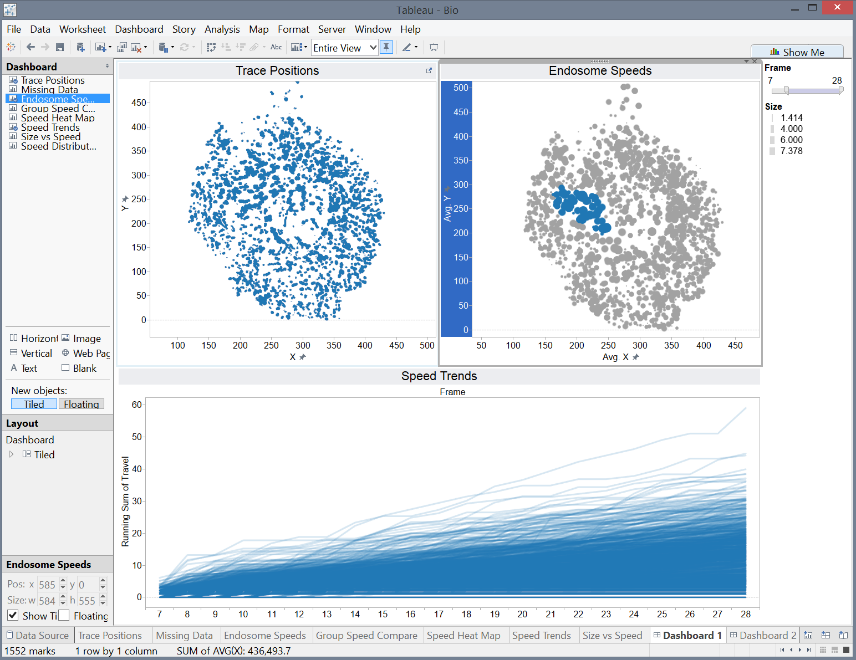 Tableau - Bio
File Data Worksheet Dashboard Story Analysis Map Format Server Window Help
Abc Entire View
Show Me
Dashboard
Trace Positions
Missing Data
Endosome Spe...
Group Speed C...
Speed Heat Map
Speed Trends
Size vs Speed
Speed Distribut...
Horizont Image
Vertical Web Pag
A Text Blank
New objects:
Tiled Floating
Layout
Dashboard
Tiled
Endosome Speeds
Pos: x 585 y 0
Size: w 584 h 555
Show Ti Floating
Trace Positions
450
400
350
300
250
200
150
100
50
0
Y
100 200 300 400 500
X
Endosome Speeds
500
450
400
350
300
250
200
150
100
50
0
Avg. Y
50 100 150 200 250 300 350 400 450
Avg. X
Frame
7 28
Size
1.414
4.000
6.000
7.378
Speed Trends
Frame
60
50
40
30
20
10
0
Running Sum of Travel
7 8 9 10 11 12 13 14 15 16 17 18 19 20 21 22 23 24 25 26 27 28
Data Source Trace Positions Missing Data Endosome Speeds Group Speed Compare Speed Heat Map Speed Trends Size vs Speed Dashboard 1 Dashboard 2
1552 marks 1 row by 1 column SUM of AVG(X): 436,493.7